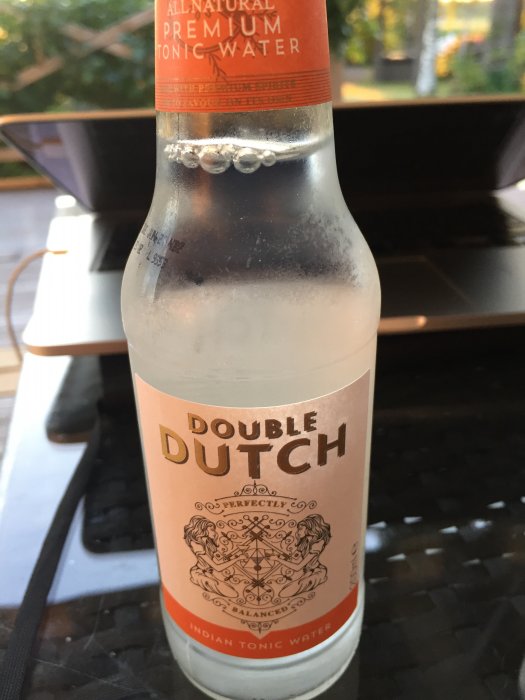 ALL NATURAL
PREMIUM
TONIC WATER
DOUBLE
DUTCH
PERFECTLY
BALANCED
INDIAN TONIC WATER